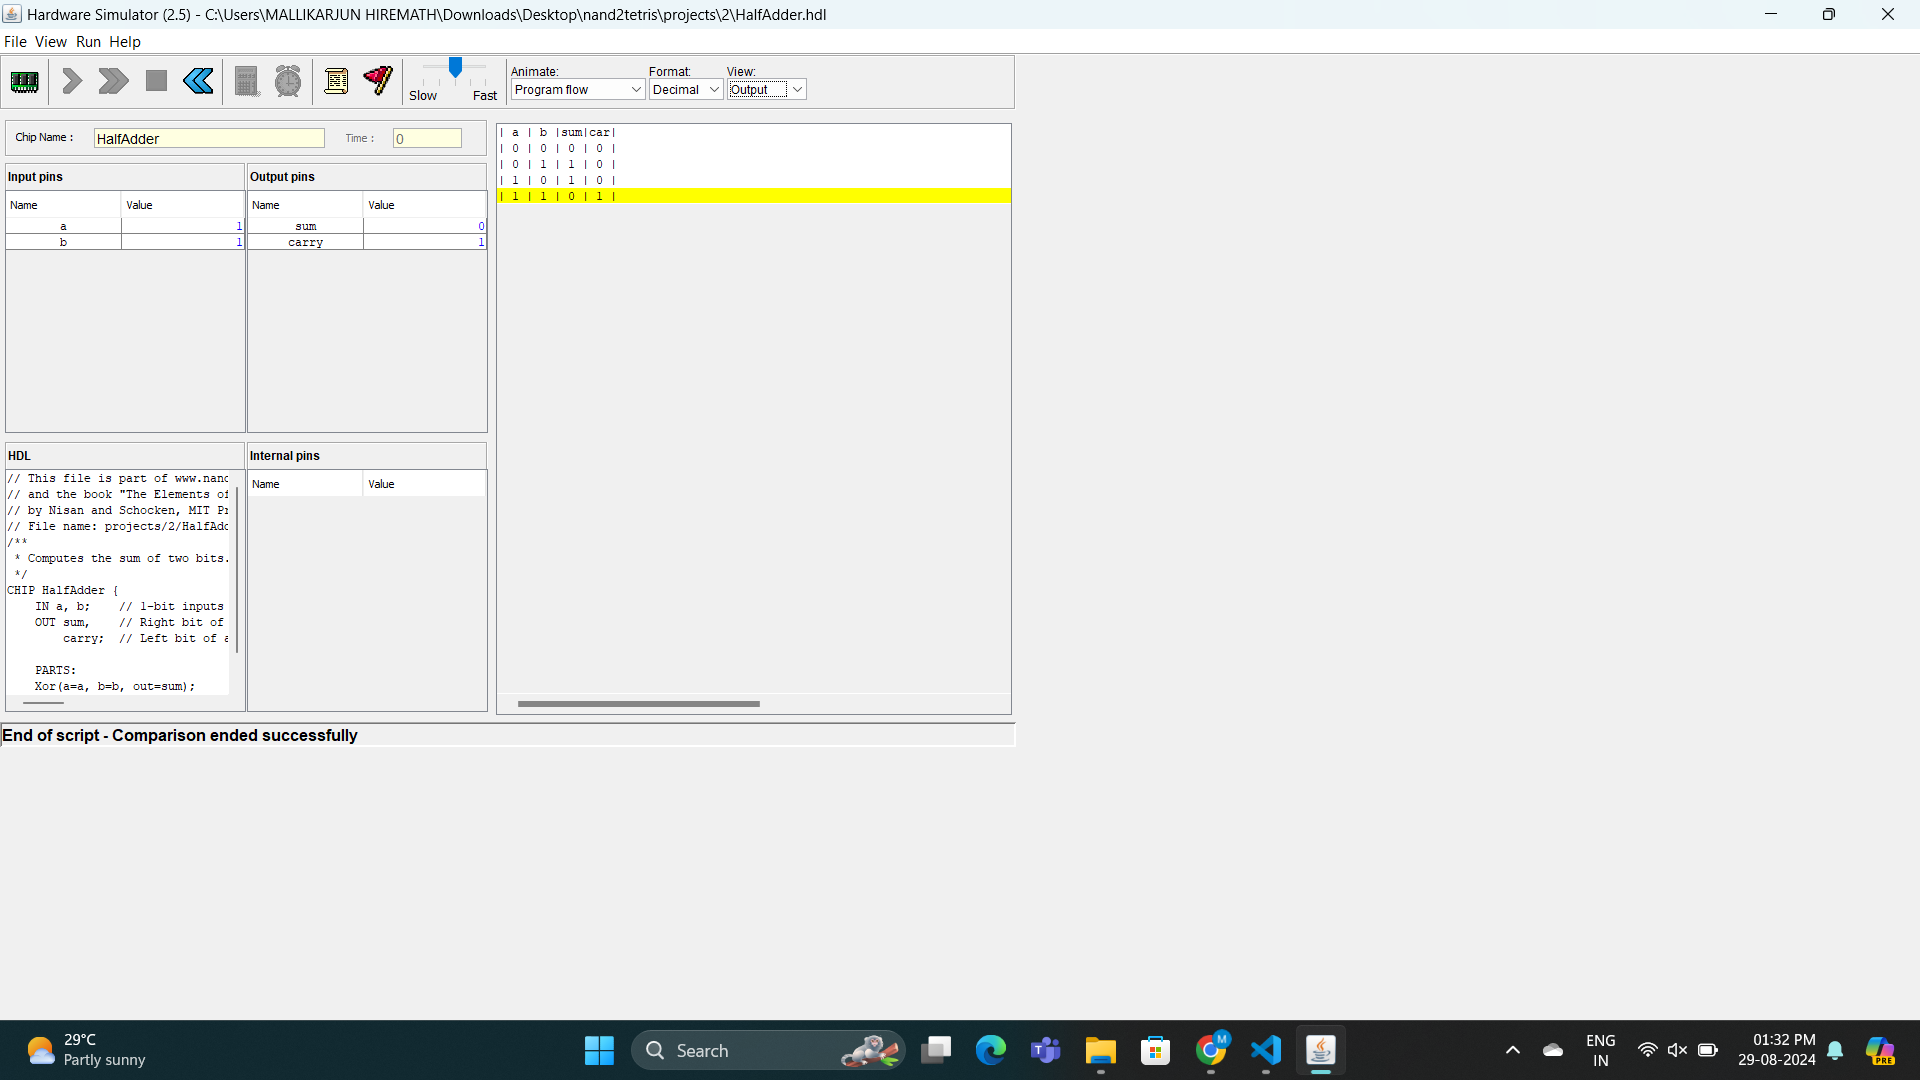 Hardware Simulator (2.5) - C:\Users\MALLIKARJUN HIREMATH\Downloads\Desktop\nand2tetris\projects\2\HalfAdder.hdl
File View Run Help
Slow Fast
Animate: Format: View:
Program flow Decimal Output
Chip Name : HalfAdder Time : 0
Input pins
Name Value
a 1
b 1
Output pins
Name Value
sum 0
carry 1
| a | b |sum|car|
| 0 | 0 | 0 | 0 |
| 0 | 1 | 1 | 0 |
| 1 | 0 | 1 | 0 |
| 1 | 1 | 0 | 1 |
HDL
// This file is part of www.nand
// and the book "The Elements of
// by Nisan and Schocken, MIT Pr
// File name: projects/2/HalfAdd
/**
* Computes the sum of two bits.
*/
CHIP HalfAdder {
IN a, b; // 1-bit inputs
OUT sum, // Right bit of
carry; // Left bit of a
PARTS:
Xor(a=a, b=b, out=sum);
Internal pins
Name Value
End of script - Comparison ended successfully
29°C
Partly sunny
Search
M
ENG
IN
01:32 PM
29-08-2024
PRE